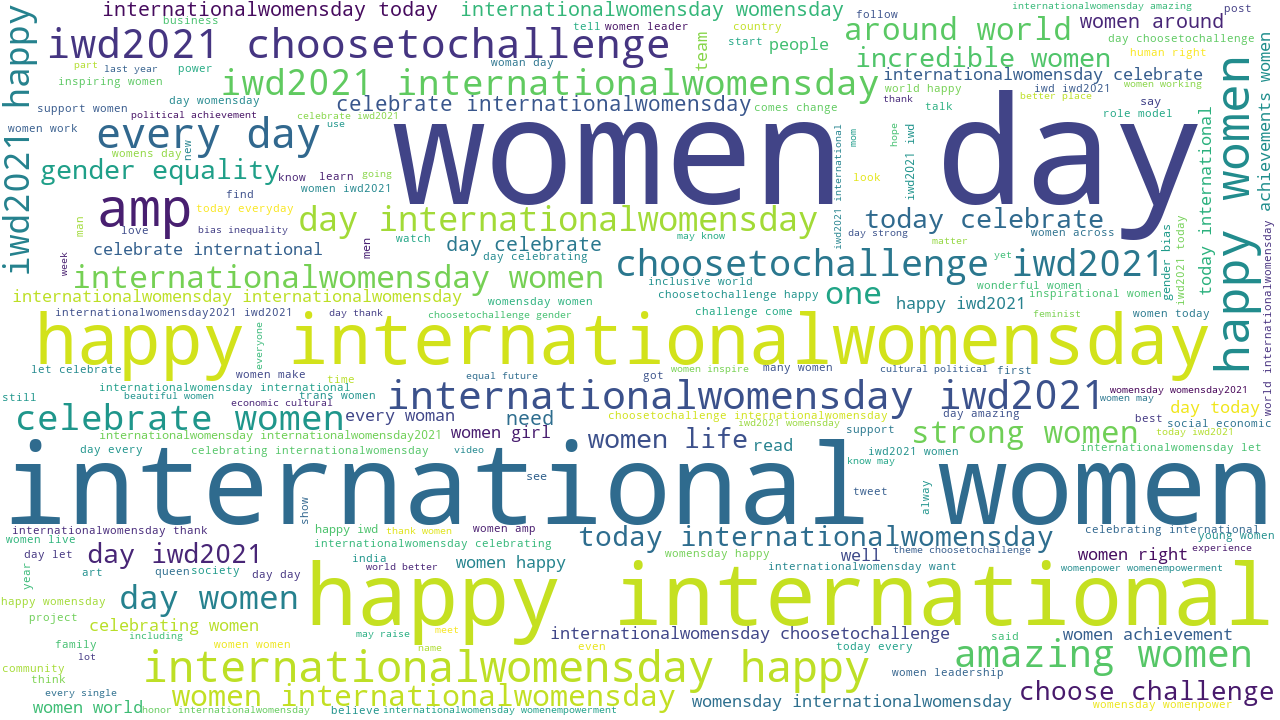 happy
internationalwomensday today
internationalwomensday womensday
internationalwomensday amazing
post
business
tell
women leader
country
follow
women around
iwd2021 choosetochallenge
team
start
people
around world
day choosetochallenge
human right
part
last year
power
woman day
incredible women
inspiring women
iwd2021 internationalwomensday
internationalwomensday celebrate
world happy
iwd iwd2021
women working
day womensday
celebrate internationalwomensday
comes change
thank
better place
say
support women
political achievement
celebrate iwd2021
talk
role model
achievements women
women work
use
every day
women day
iwd2021 international
mom
hope
iwd2021 iwd
today international
happy women
iwd2021
womens day
new
gender equality
know
learn
going
look
women iwd2021
find
amp
today everyday
day internationalwomensday
today celebrate
man
love
bias inequality
men
watch
day celebrate
may know
day strong
women across
matter
gender bias
iwd2021 today
world internationalwomensday
week
celebrate international
day celebrating
choosetochallenge
yet
iwd2021
internationalwomensday women
inclusive world
wonderful women
internationalwomensday internationalwomensday
womensday women
choosetochallenge happy
one
happy iwd2021
inspirational women
internationalwomensday2021 iwd2021
day thank
choosetochallenge gender
challenge come
feminist
women today
happy internationalwomensday
everyone
let celebrate
women make
time
equal future
got
women inspire
many women
cultural political
first
internationalwomensday international
trans women
internationalwomensday iwd2021
womensday womensday2021
still
beautiful women
economic cultural
women may
celebrate women
every woman
need
choosetochallenge internationalwomensday
day amazing
best
day today
iwd2021 womensday
support
social economic
internationalwomensday internationalwomensday2021
women girl
women life
read
strong women
today iwd2021
day every
celebrating internationalwomensday
video
iwd2021 women
internationalwomensday let
know may
international women
see
tweet
alway
show
internationalwomensday thank
happy iwd
thank women
women amp
today internationalwomensday
celebrating international
women live
internationalwomensday celebrating
young women
day let
day iwd2021
india
womensday happy
well
theme choosetochallenge
women right
experience
year
art
queen
society
day day
world better
women happy
internationalwomensday want
womenpower womenempowerment
happy womensday
day women
happy international
project
celebrating women
including
may raise
meet
internationalwomensday choosetochallenge
said
women achievement
family
women women
name
even
today every
lot
community
think
internationalwomensday happy
women leadership
amazing women
every single
women internationalwomensday
womensday internationalwomensday
choose challenge
women world
honor internationalwomensday
believe
internationalwomensday womenempowerment
womensday womenpower